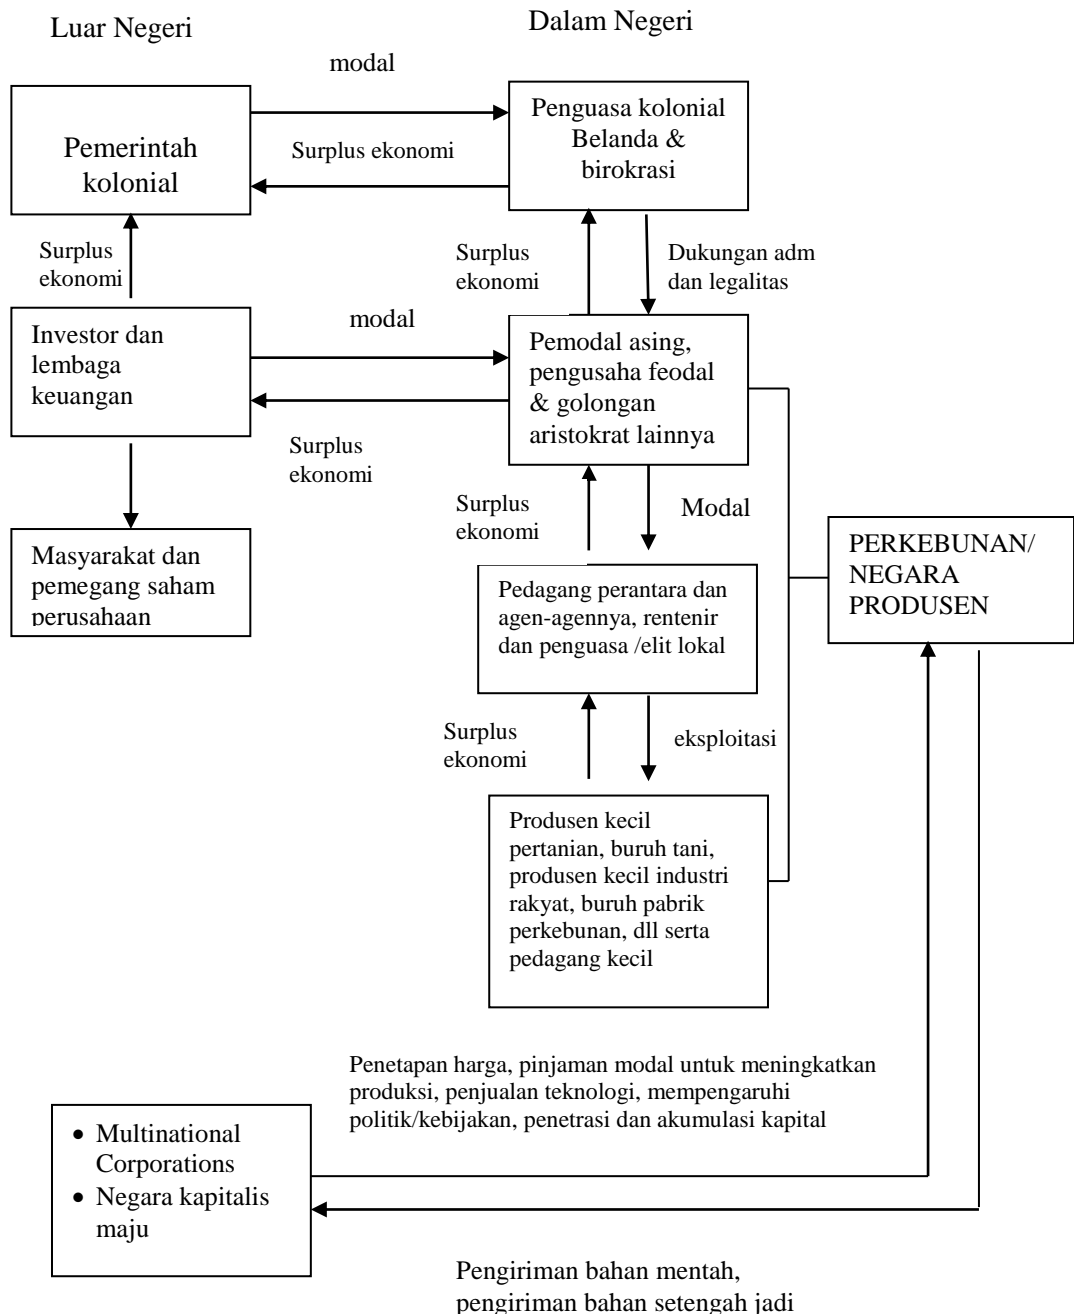 Luar Negeri
Dalam Negeri
modal
Pemerintah
kolonial
Surplus ekonomi
Penguasa kolonial
Belanda &
birokrasi
Surplus
ekonomi
Surplus
ekonomi
Dukungan adm
dan legalitas
Investor dan
lembaga
keuangan
modal
Pemodal asing,
pengusaha feodal
& golongan
aristokrat lainnya
Surplus
ekonomi
Surplus
ekonomi
Modal
Masyarakat dan
pemegang saham
perusahaan
Pedagang perantara dan
agen-agennya, rentenir
dan penguasa /elit lokal
PERKEBUNAN/
NEGARA
PRODUSEN
Surplus
ekonomi
eksploitasi
Produsen kecil
pertanian, buruh tani,
produsen kecil industri
rakyat, buruh pabrik
perkebunan, dll serta
pedagang kecil
Penetapan harga, pinjaman modal untuk meningkatkan
produksi, penjualan teknologi, mempengaruhi
politik/kebijakan, penetrasi dan akumulasi kapital
• Multinational
Corporations
• Negara kapitalis
maju
Pengiriman bahan mentah,
pengiriman bahan setengah jadi